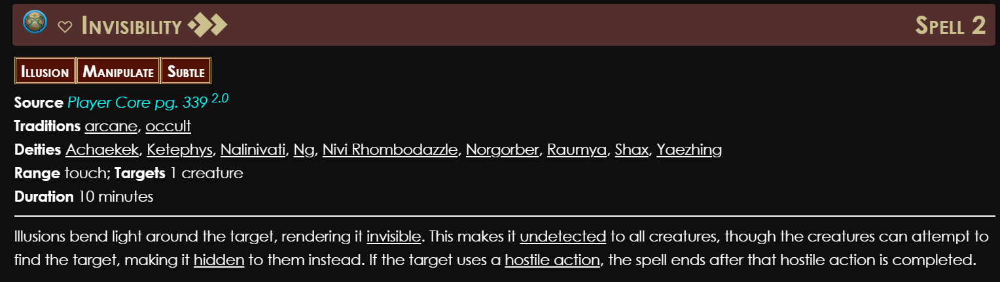 Invisibility Spell 2
Illusion Manipulate Subtle
Source Player Core pg. 339 2.0
Traditions arcane, occult
Deities Achaekek, Ketephys, Nalinivati, Ng, Nivi Rhombodazzle, Norgorber, Raumya, Shax, Yaezhing
Range touch; Targets 1 creature
Duration 10 minutes
Illusions bend light around the target, rendering it invisible. This makes it undetected to all creatures, though the creatures can attempt to
find the target, making it hidden to them instead. If the target uses a hostile action, the spell ends after that hostile action is completed.